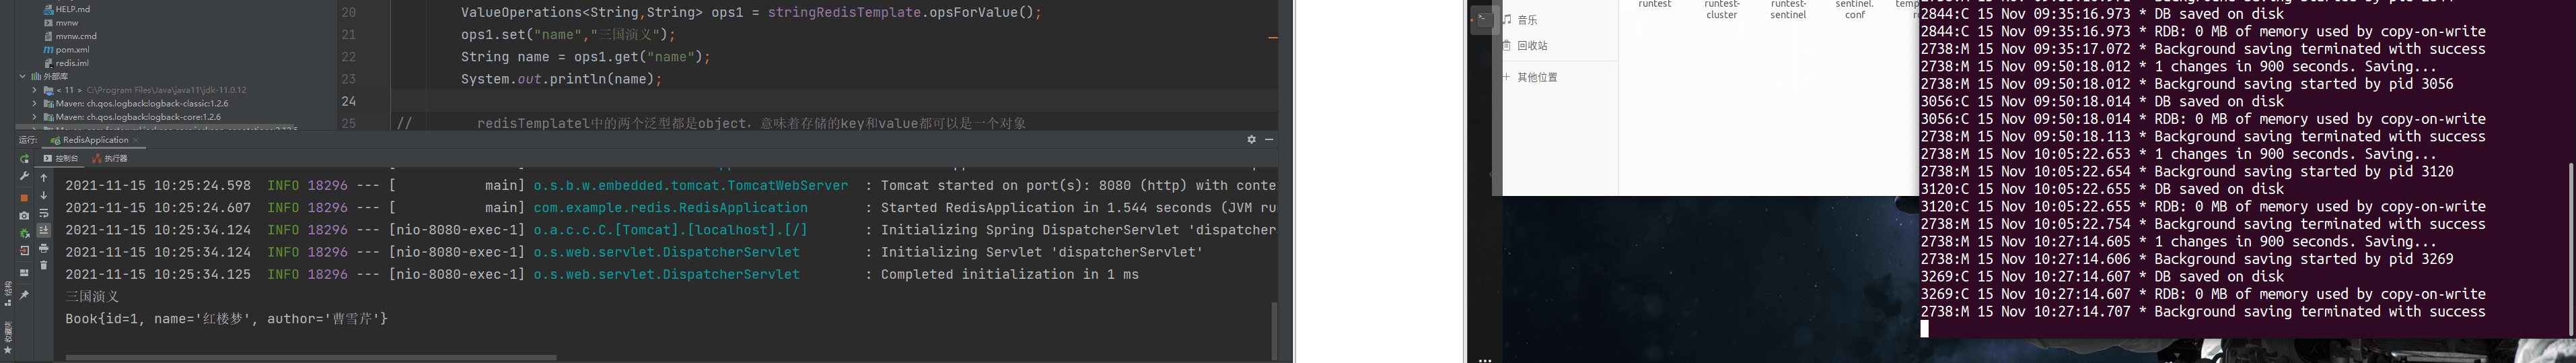 HELP.md
mvnw
mvnw.cmd
pom.xml
redis.iml
外部库
< 11 > C:\Program Files\Java\java11\jdk-11.0.12
Maven: ch.qos.logback:logback-classic:1.2.6
Maven: ch.qos.logback:logback-core:1.2.6
20 ValueOperations<String,String> ops1 = stringRedisTemplate.opsForValue();
21 ops1.set("name","三国演义");
22 String name = ops1.get("name");
23 System.out.println(name);
24
25 // redisTemplatel中的两个泛型都是object，意味着存储的key和value都可以是一个对象
运行: RedisApplication
控制台 执行器
2021-11-15 10:25:24.598 INFO 18296 --- [ main] o.s.b.w.embedded.tomcat.TomcatWebServer : Tomcat started on port(s): 8080 (http) with conte
2021-11-15 10:25:24.607 INFO 18296 --- [ main] com.example.redis.RedisApplication : Started RedisApplication in 1.544 seconds (JVM ru
2021-11-15 10:25:34.124 INFO 18296 --- [nio-8080-exec-1] o.a.c.c.C.[Tomcat].[localhost].[/] : Initializing Spring DispatcherServlet 'dispatcher
2021-11-15 10:25:34.124 INFO 18296 --- [nio-8080-exec-1] o.s.web.servlet.DispatcherServlet : Initializing Servlet 'dispatcherServlet'
2021-11-15 10:25:34.125 INFO 18296 --- [nio-8080-exec-1] o.s.web.servlet.DispatcherServlet : Completed initialization in 1 ms
三国演义
Book{id=1, name='红楼梦', author='曹雪芹'}
结构
收藏夹
音乐
回收站
其他位置
runtest
runtest-
cluster
runtest-
sentinel
sentinel.
conf
2844:C 15 Nov 09:35:16.973 * DB saved on disk
2844:C 15 Nov 09:35:16.973 * RDB: 0 MB of memory used by copy-on-write
2738:M 15 Nov 09:35:17.072 * Background saving terminated with success
2738:M 15 Nov 09:50:18.012 * 1 changes in 900 seconds. Saving...
2738:M 15 Nov 09:50:18.012 * Background saving started by pid 3056
3056:C 15 Nov 09:50:18.014 * DB saved on disk
3056:C 15 Nov 09:50:18.014 * RDB: 0 MB of memory used by copy-on-write
2738:M 15 Nov 09:50:18.113 * Background saving terminated with success
2738:M 15 Nov 10:05:22.653 * 1 changes in 900 seconds. Saving...
2738:M 15 Nov 10:05:22.654 * Background saving started by pid 3120
3120:C 15 Nov 10:05:22.655 * DB saved on disk
3120:C 15 Nov 10:05:22.655 * RDB: 0 MB of memory used by copy-on-write
2738:M 15 Nov 10:05:22.754 * Background saving terminated with success
2738:M 15 Nov 10:27:14.605 * 1 changes in 900 seconds. Saving...
2738:M 15 Nov 10:27:14.606 * Background saving started by pid 3269
3269:C 15 Nov 10:27:14.607 * DB saved on disk
3269:C 15 Nov 10:27:14.607 * RDB: 0 MB of memory used by copy-on-write
2738:M 15 Nov 10:27:14.707 * Background saving terminated with success